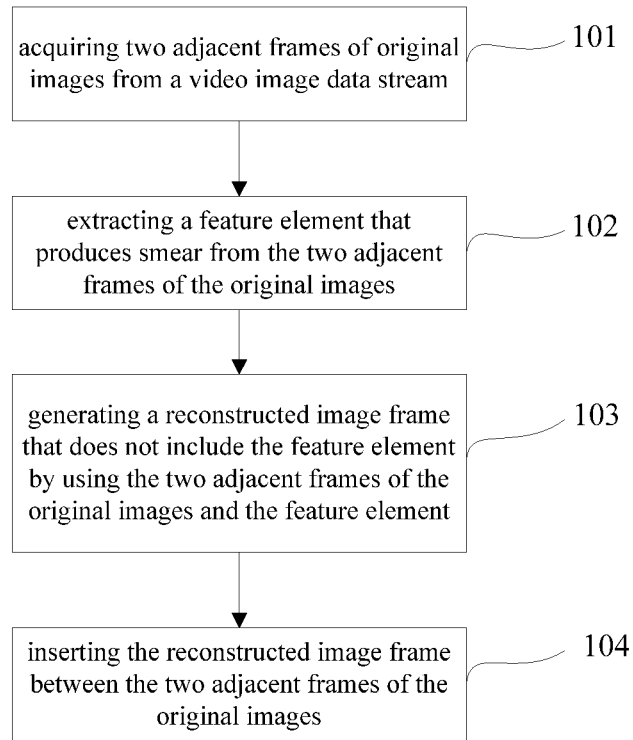 acquiring two adjacent frames of original
images from a video image data stream
101
extracting a feature element that
produces smear from the two adjacent
frames of the original images
102
generating a reconstructed image frame
that does not include the feature element
by using the two adjacent frames of the
original images and the feature element
103
inserting the reconstructed image frame
between the two adjacent frames of the
original images
104